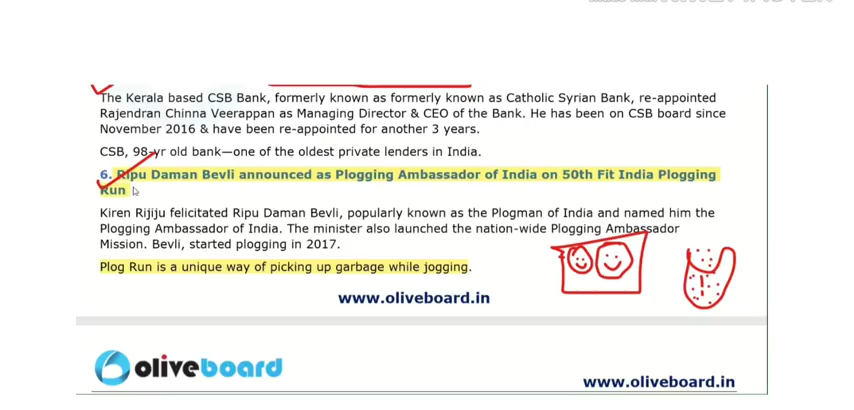 The Kerala based CSB Bank, formerly known as formerly known as Catholic Syrian Bank, re-appointed
Rajendran Chinna Veerappan as Managing Director & CEO of the Bank. He has been on CSB board since
November 2016 & have been re-appointed for another 3 years.
CSB, 98-yr old bank—one of the oldest private lenders in India.
6. Ripu Daman Bevli announced as Plogging Ambassador of India on 50th Fit India Plogging
Run
Kiren Rijiju felicitated Ripu Daman Bevli, popularly known as the Plogman of India and named him the
Plogging Ambassador of India. The minister also launched the nation-wide Plogging Ambassador
Mission. Bevli, started plogging in 2017.
Plog Run is a unique way of picking up garbage while jogging.
www.oliveboard.in
oliveboard
www.oliveboard.in